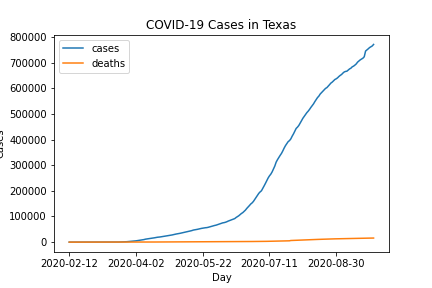 COVID-19 Cases in Texas
800000
700000
600000
500000
400000
300000
200000
100000
0
cases
deaths
cases
2020-02-12
2020-04-02
2020-05-22
2020-07-11
2020-08-30
Day